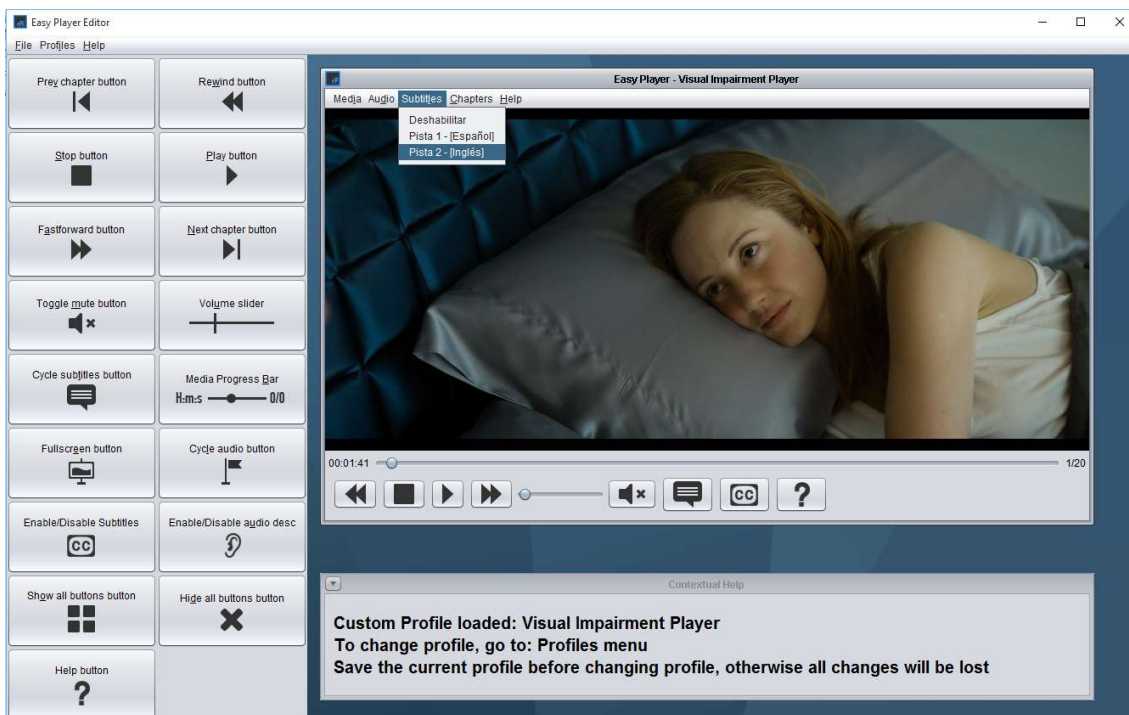 Easy Player Editor
File Profiles Help
Prev chapter button
Rewind button
Stop button
Play button
Fastforward button
Next chapter button
Toggle mute button
Volume slider
Cycle subtitles button
Media Progress Bar
H:m:s 0/0
Fullscreen button
Cycle audio button
Enable/Disable Subtitles
CC
Enable/Disable audio desc
Show all buttons button
Hide all buttons button
Help button
?
Easy Player - Visual Impairment Player
Media Audio Subtitles Chapters Help
Deshabilitar
Pista 1 - [Español]
Pista 2 - [Inglés]
00:01:41 1/20
CC ?
Contextual Help
Custom Profile loaded: Visual Impairment Player
To change profile, go to: Profiles menu
Save the current profile before changing profile, otherwise all changes will be lost